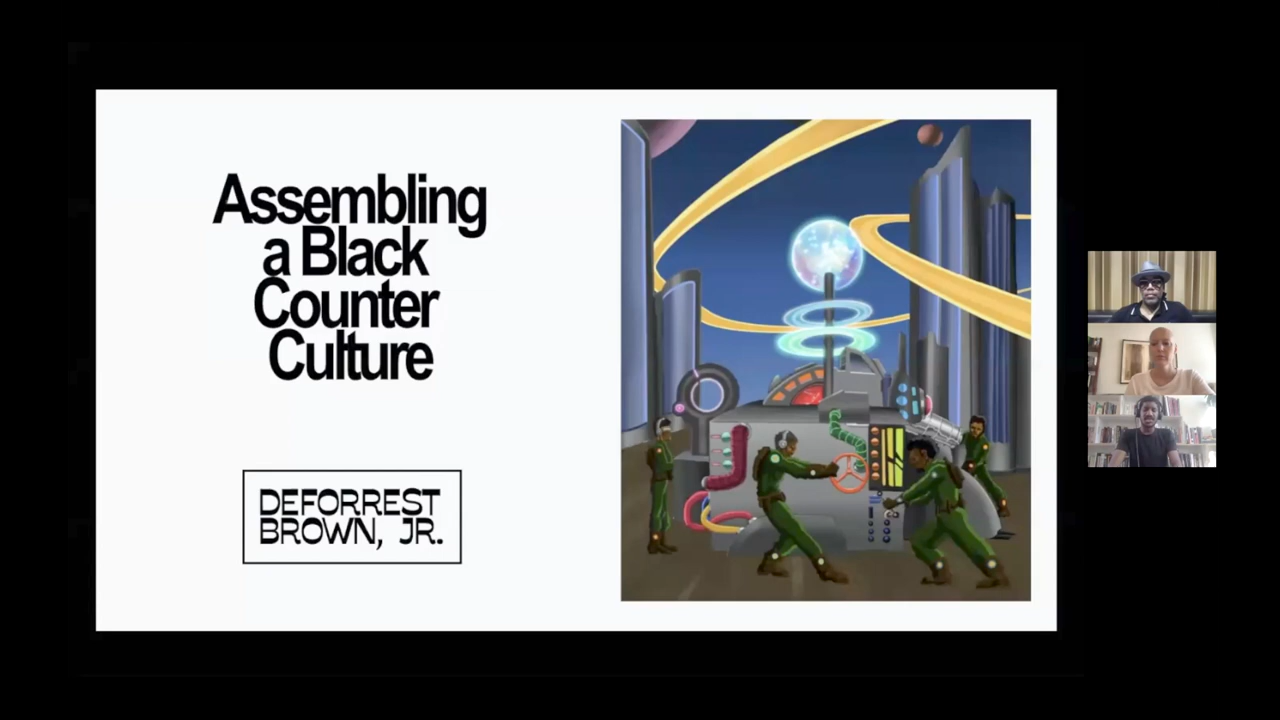 Assembling
a Black
Counter
Culture
DEFORREST
BROWN, JR.